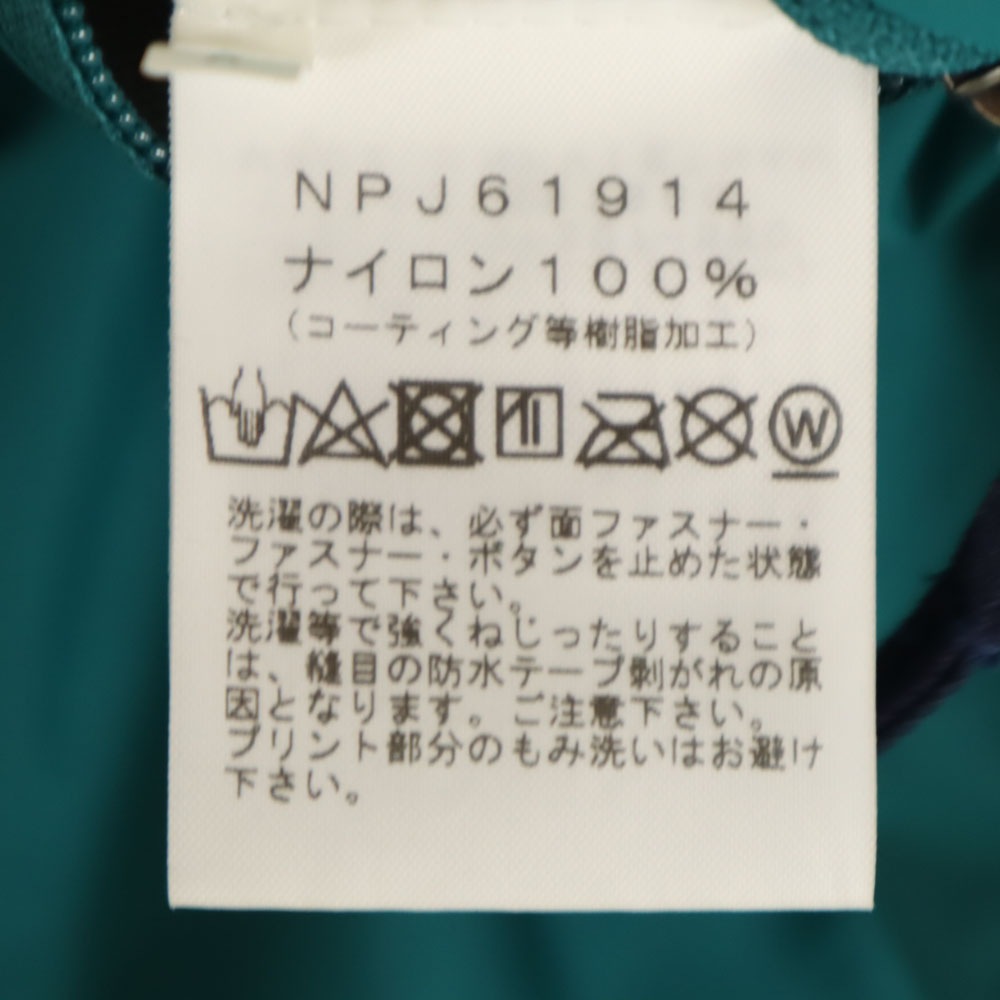 NPJ61914
ナイロン100%
(コーティング等樹脂加工)
W
洗濯の際は、必ず面ファスナー・
ファスナー・ボタンを止めた状態
で行って下さい。
洗濯等で強くねじったりすること
は、縫目の防水テープ剥がれの原
因となります。ご注意下さい。
プリント部分のもみ洗いはお避け
下さい。